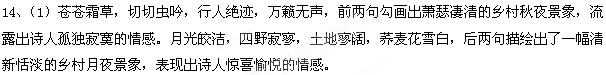 14、（1）苍苍霜草，切切虫吟，行人绝迹，万籁无声，前两句勾画出萧瑟凄清的乡村秋夜景象，流
露出诗人孤独寂寞的情感。月光皎洁，四野寂寥，土地寥阔，荞麦花雪白，后两句描绘出了一幅清
新恬淡的乡村月夜景象，表现出诗人惊喜愉悦的情感。